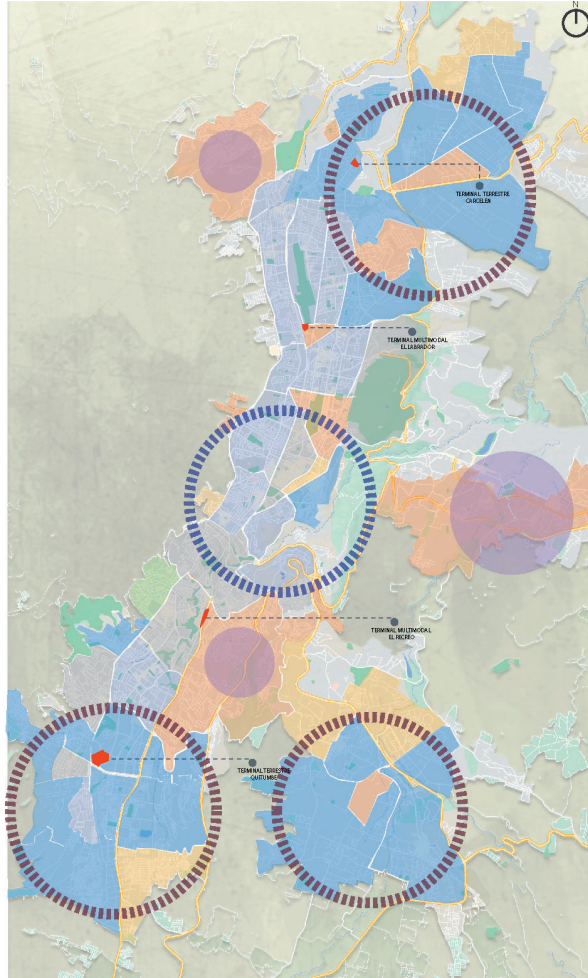 N
TERMINAL TERRESTRE
CARCELEN
TERMINAL MULTIMODAL
EL LABRADOR
TERMINAL MULTIMODAL
EL RECREO
TERMINAL TERRESTRE
QUITUMBE